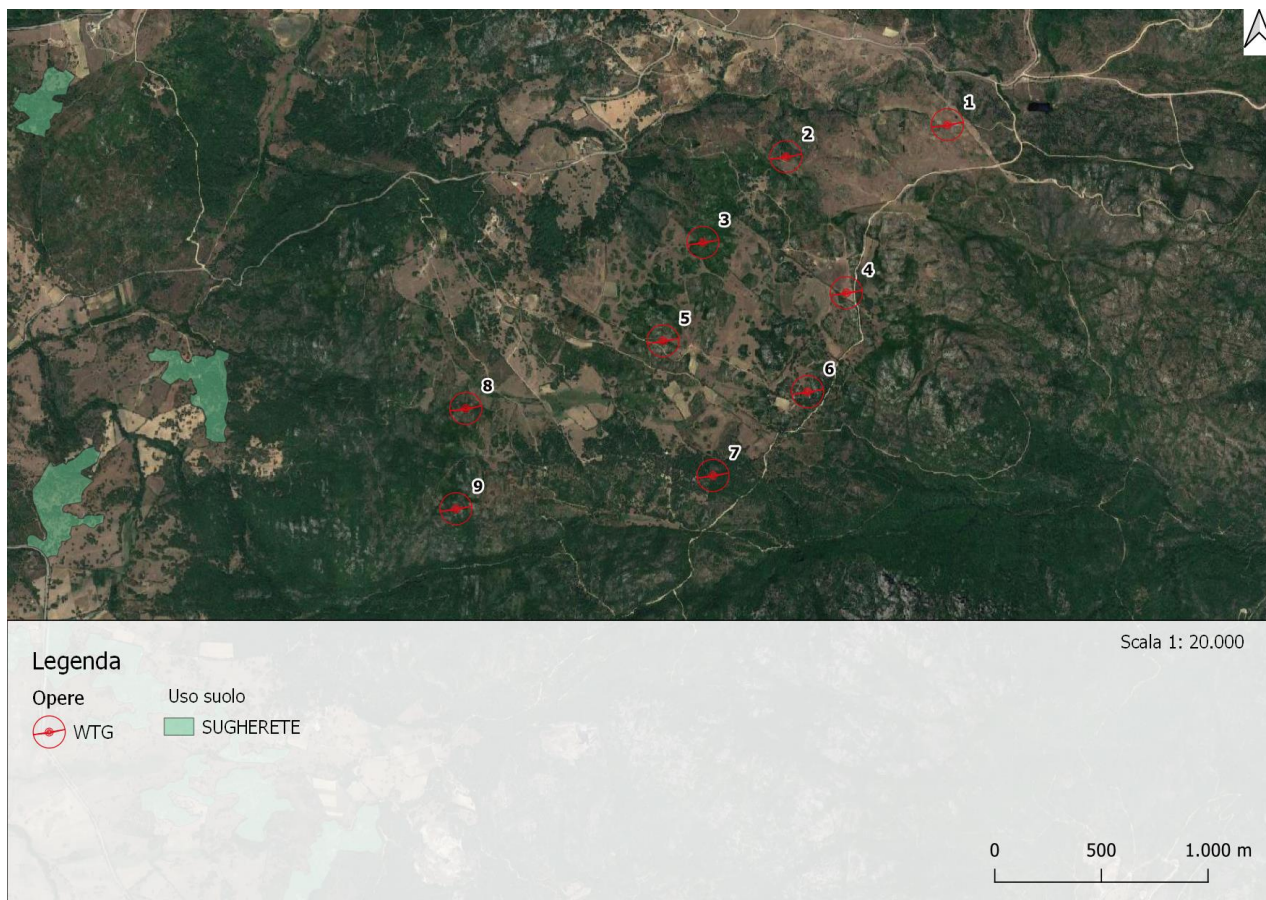 1
2
3
4
5
6
8
7
9
Scala 1: 20.000
Legenda
Opere
Uso suolo
WTG
SUGHERETE
0 500 1.000 m